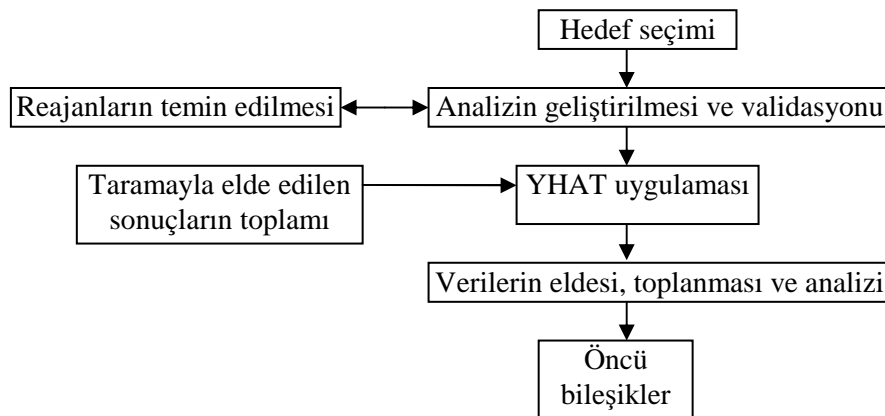 Hedef seçimi
Reajanların temin edilmesi
Analizin geliştirilmesi ve validasyonu
Taramayla elde edilen
sonuçların toplamı
YHAT uygulaması
Verilerin eldesi, toplanması ve analizi
Öncü
bileşikler